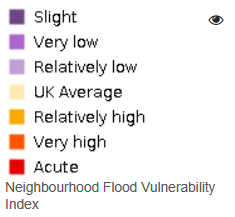 Slight
Very low
Relatively low
UK Average
Relatively high
Very high
Acute
Neighbourhood Flood Vulnerability
Index